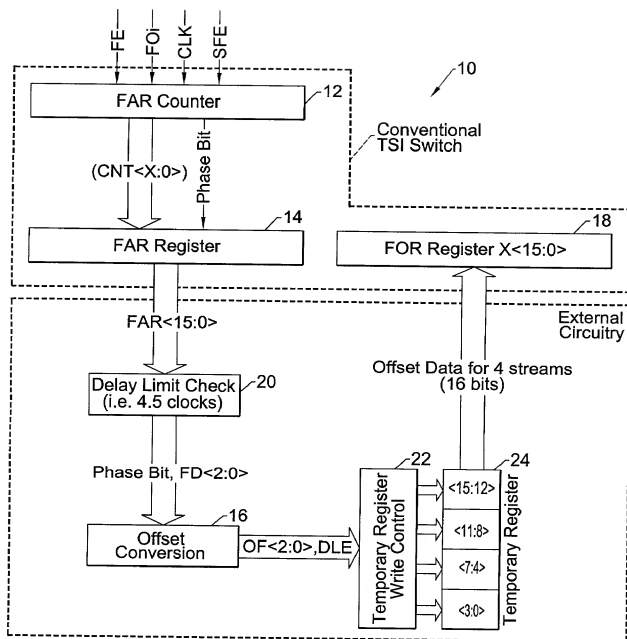 FE
FOi
CLK
SFE
10
FAR Counter
12
Conventional
TSI Switch
(CNT<X:0>)
Phase Bit
14
FAR Register
18
FOR Register X<15:0>
FAR<15:0>
External
Circuitry
Delay Limit Check
(i.e. 4.5 clocks)
20
Offset Data for 4 streams
(16 bits)
Phase Bit, FD<2:0>
22
24
16
Offset
Conversion
OF<2:0>,DLE
Temporary Register
Write Control
<15:12>
<11:8>
<7:4>
<3:0>
Temporary Register